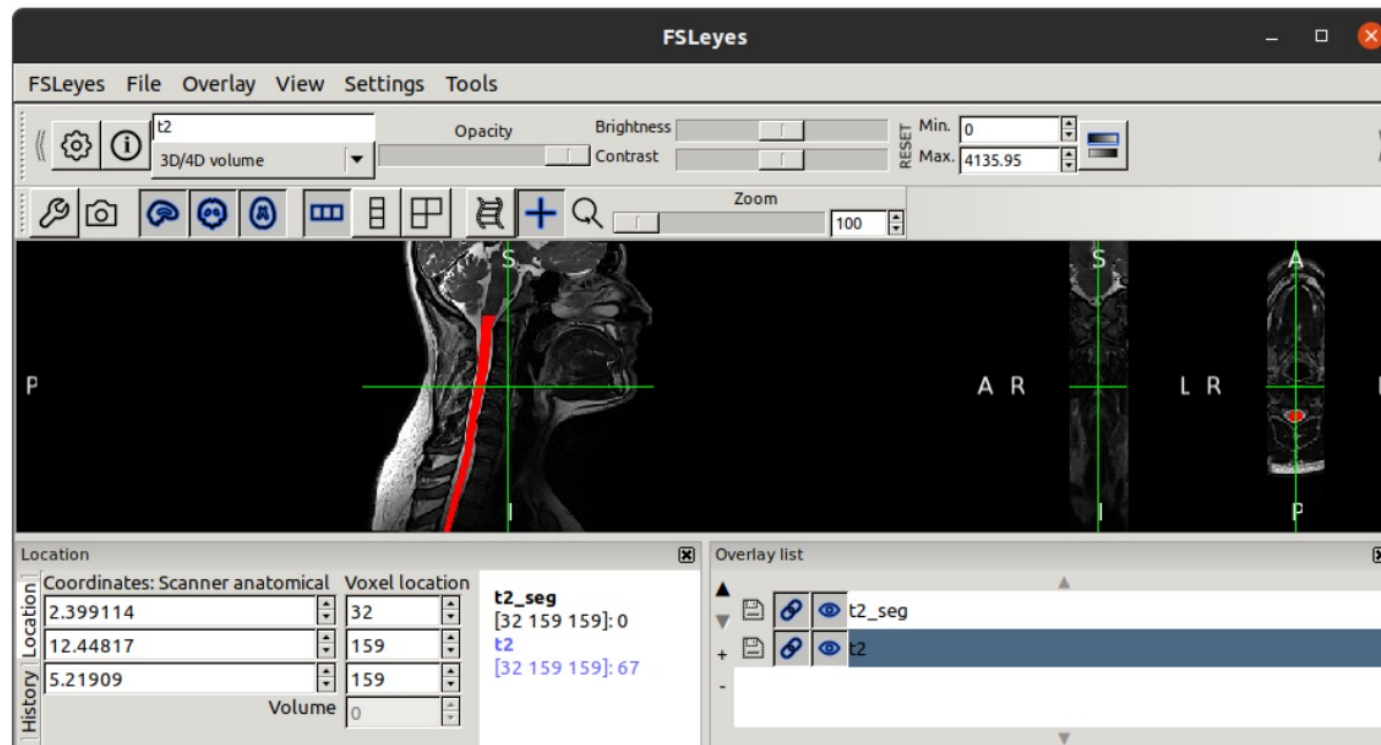 FSLeyes
FSLeyes File Overlay View Settings Tools
t2
3D/4D volume
Opacity
Brightness
Contrast
RESET
Min. 0
Max. 4135.95
Zoom
100
S S A
P A R L R
I I P
Location
Overlay list
Location
History
Coordinates: Scanner anatomical Voxel location
2.399114 32
12.44817 159
5.21909 159
Volume 0
t2_seg
[32 159 159]: 0
t2
[32 159 159]: 67
t2_seg
t2